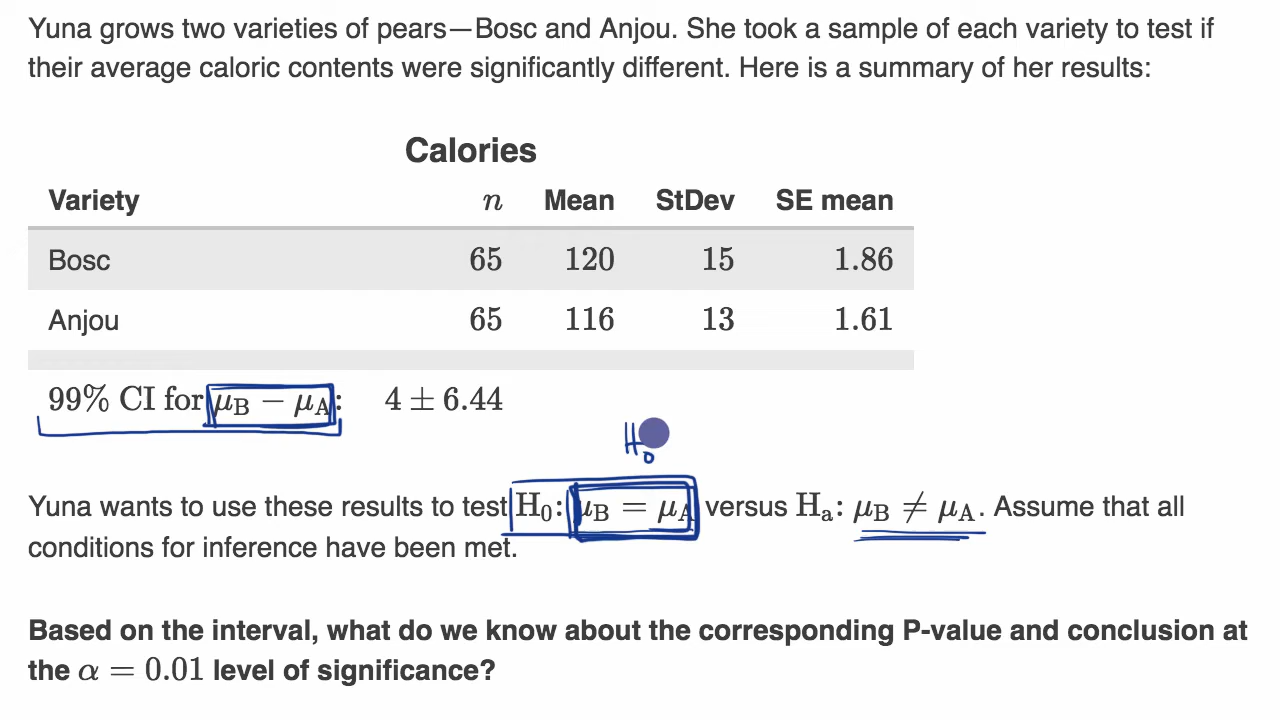 Yuna grows two varieties of pears—Bosc and Anjou. She took a sample of each variety to test if
their average caloric contents were significantly different. Here is a summary of her results:
Calories
Variety n Mean StDev SE mean
Bosc 65 120 15 1.86
Anjou 65 116 13 1.61
99% CI for μB − μA: 4 ± 6.44
H0
Yuna wants to use these results to test H0: μB = μA versus Ha: μB ≠ μA. Assume that all
conditions for inference have been met.
Based on the interval, what do we know about the corresponding P-value and conclusion at
the α = 0.01 level of significance?